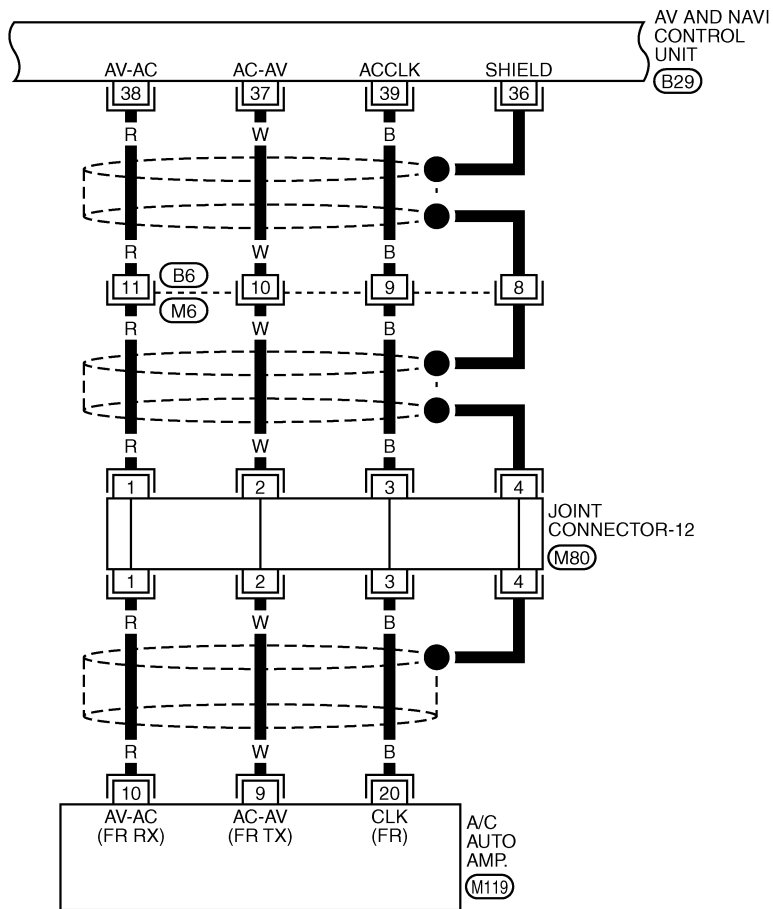 AV AND NAVI
CONTROL
UNIT
B29
AV-AC AC-AV ACCLK SHIELD
38 37 39 36
R W B
R W B
11 B6 10 9 8
M6
R W B
R W B
1 2 3 4
JOINT
CONNECTOR-12
M80
1 2 3 4
R W B
R W B
10 9 20
AV-AC AC-AV CLK
(FR RX) (FR TX) (FR)
A/C
AUTO
AMP.
M119